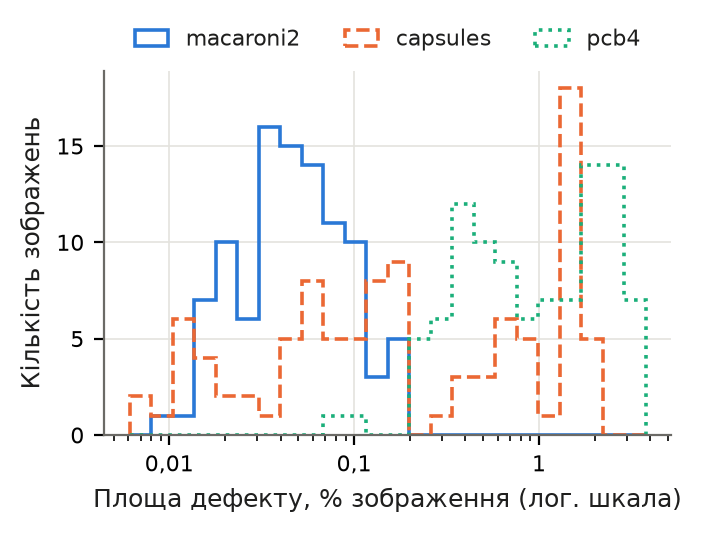 macaroni2 capsules pcb4
Кількість зображень
15
10
5
0
0,01 0,1 1
Площа дефекту, % зображення (лог. шкала)